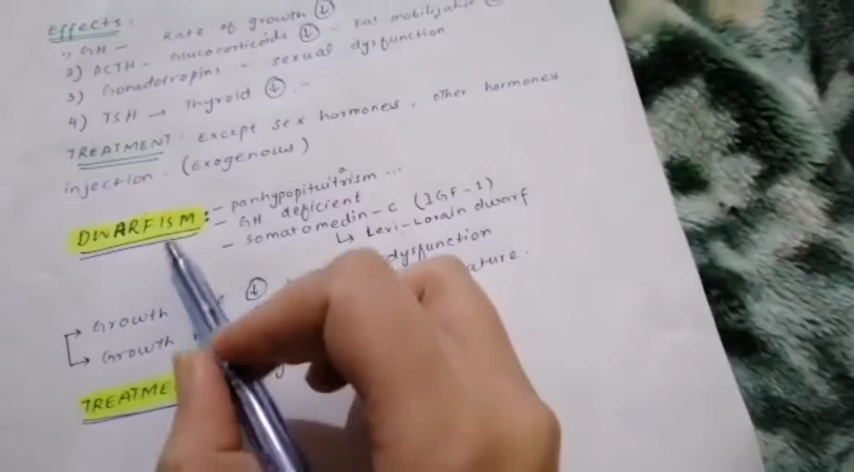 Effects:
1) GH - Rate of growth ↓
2) ACTH - Glucocorticoids ↓ - Fat mobilizatio
3) Gonadotropins - sexual dysfunction
4) TSH → Thyroid ↓ -
TREATMENT: Except sex hormones, other hormones
injection. (Exogenous)
DWARFISM: - panhypopituitrism ...
- GH deficient
- somatomedin-c (IGF-1)
↳ Levi-Lorain dwarf
Growth ↓ dysfunction
Growth ature.
TREATME